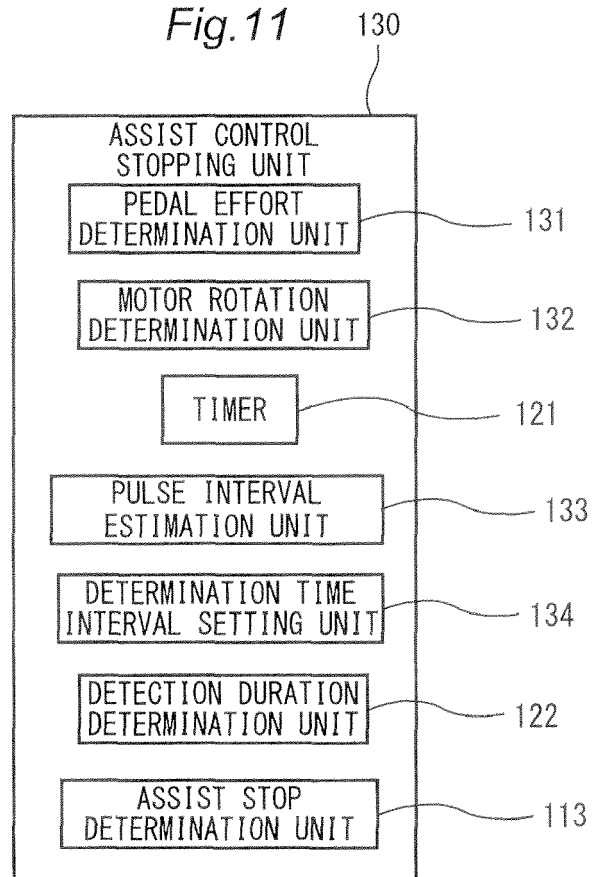 Fig.11
130
ASSIST CONTROL
STOPPING UNIT
PEDAL EFFORT
DETERMINATION UNIT
131
MOTOR ROTATION
DETERMINATION UNIT
132
TIMER
121
PULSE INTERVAL
ESTIMATION UNIT
133
DETERMINATION TIME
INTERVAL SETTING UNIT
134
DETECTION DURATION
DETERMINATION UNIT
122
ASSIST STOP
DETERMINATION UNIT
113